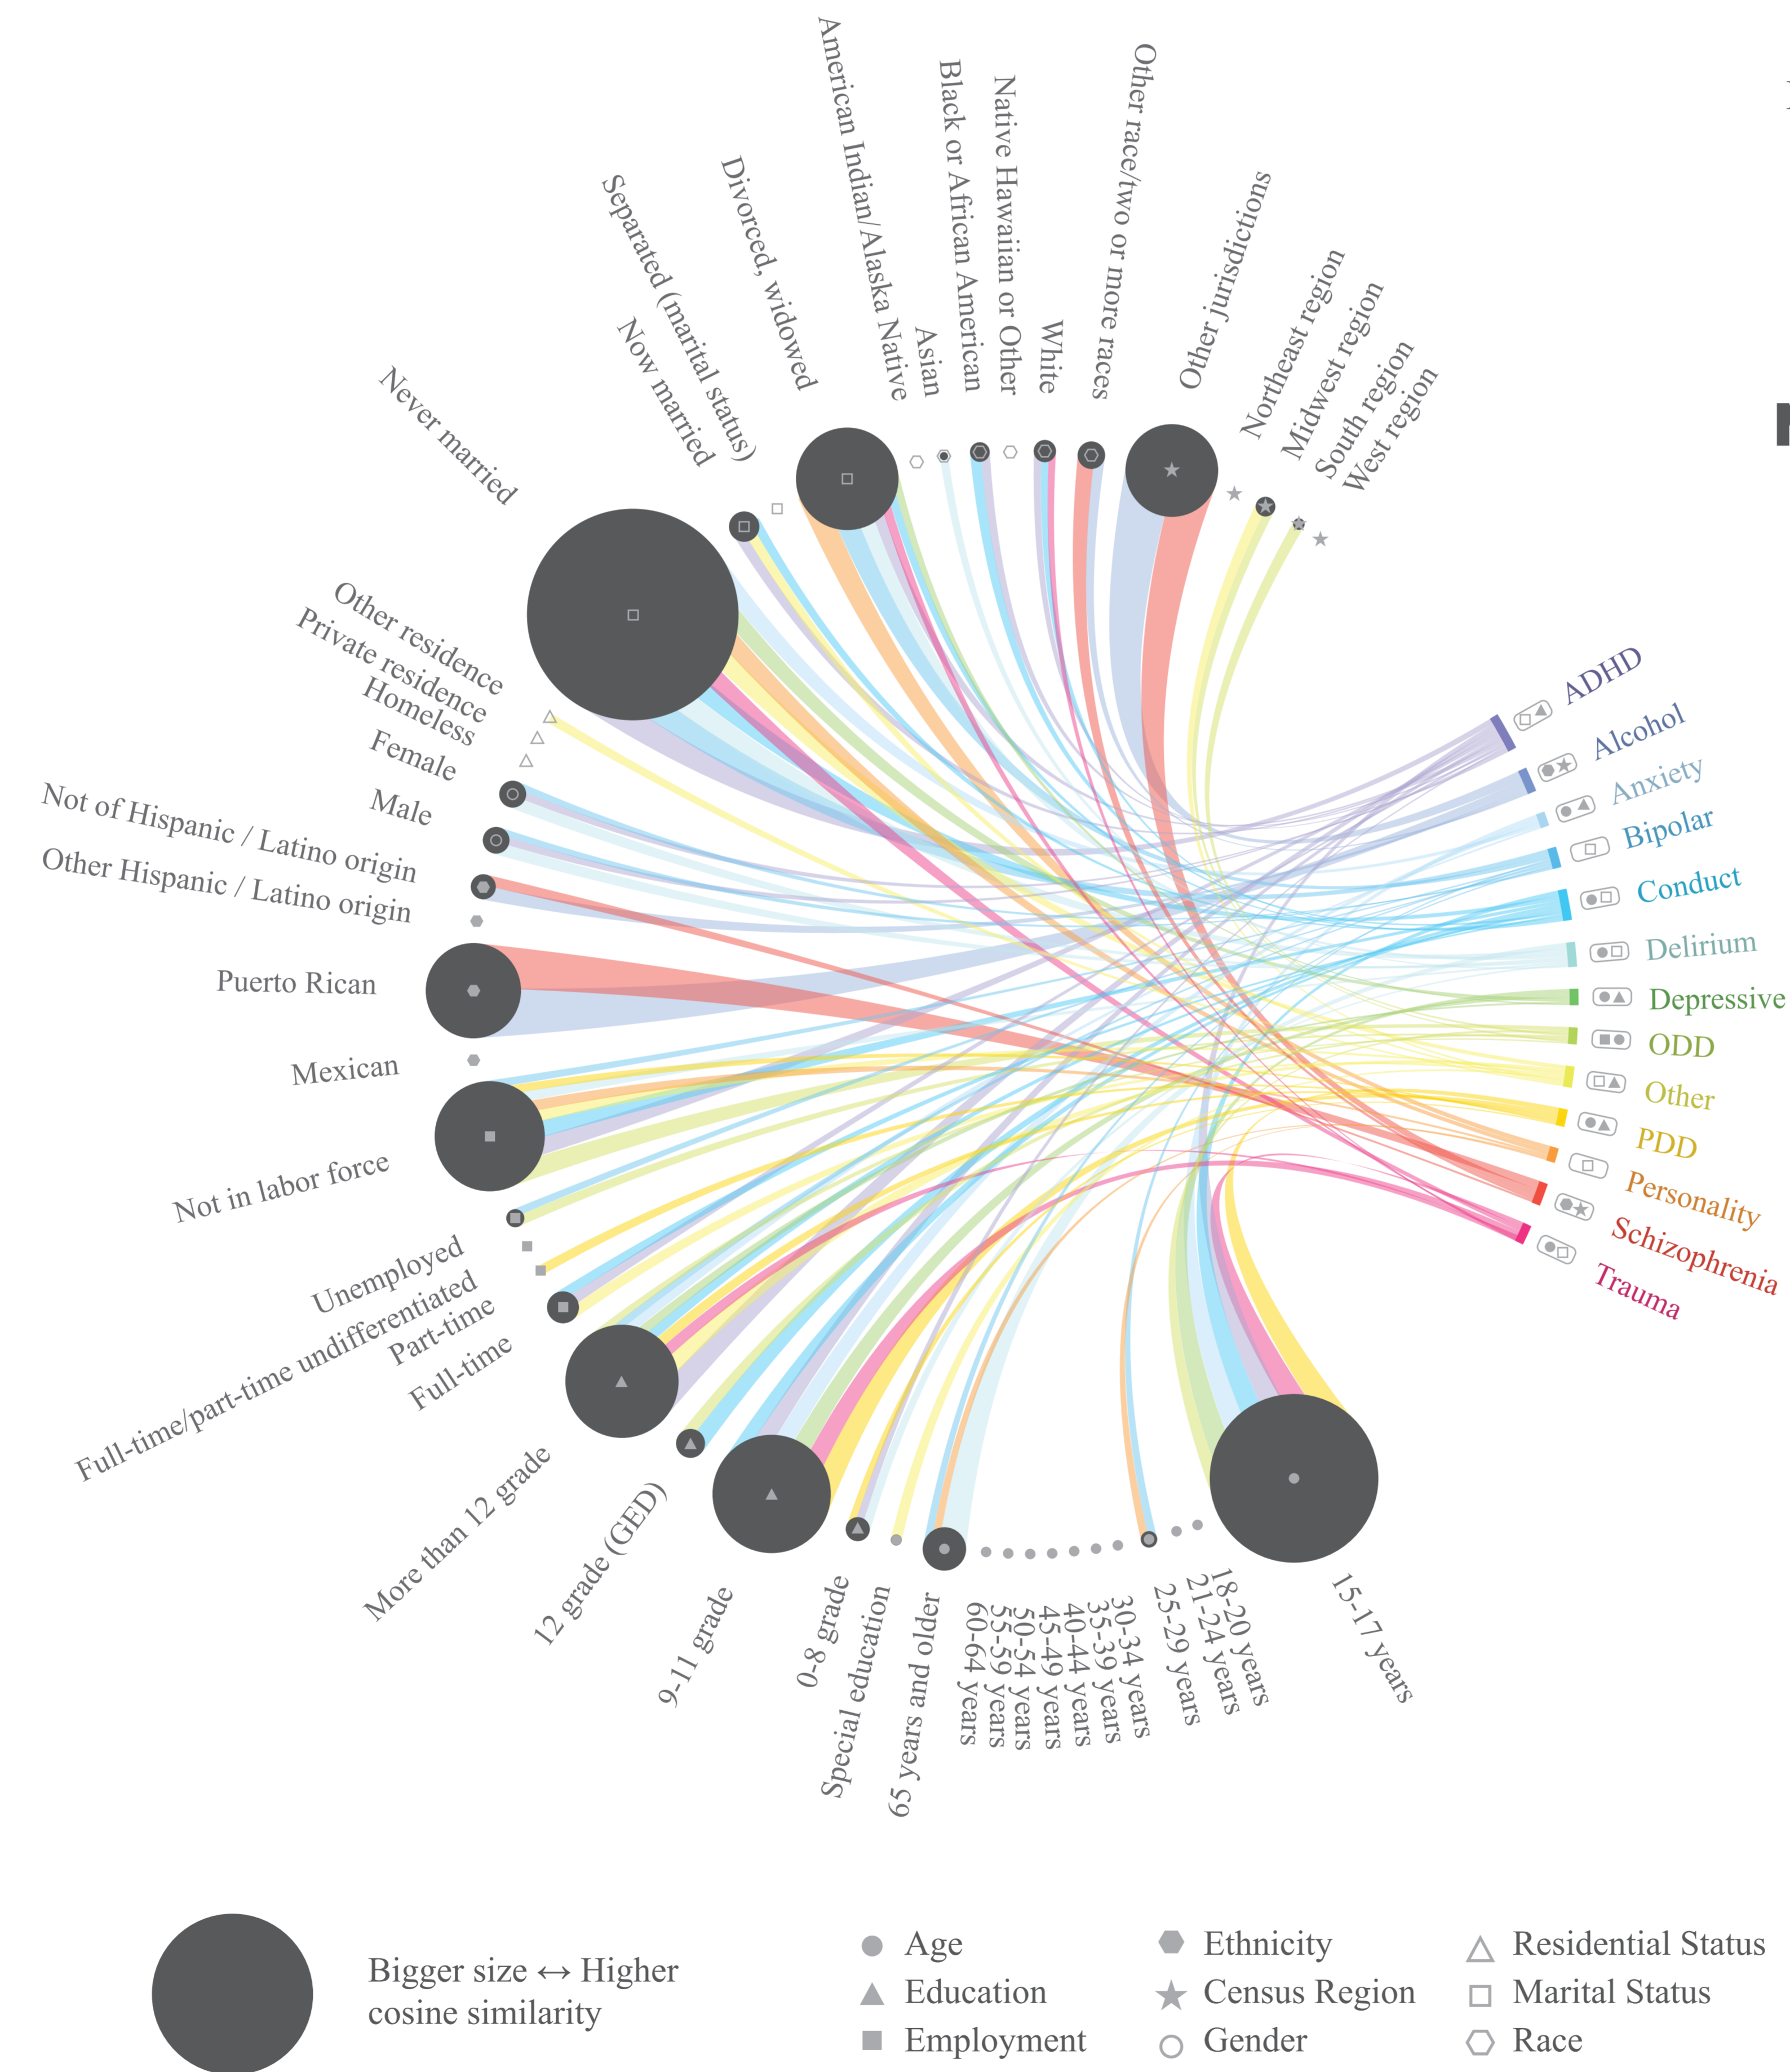 American Indian/Alaska Native
Asian
Black or African American
Native Hawaiian or Other
White
Other race/two or more races
Other jurisdictions
Northeast region
Midwest region
South region
West region
Divorced, widowed
Separated (marital status)
Now married
Never married
Other residence
Private residence
Homeless
Female
Male
Not of Hispanic / Latino origin
Other Hispanic / Latino origin
Puerto Rican
Mexican
Not in labor force
Unemployed
Full-time/part-time undifferentiated
Part-time
Full-time
More than 12 grade
12 grade (GED)
9-11 grade
0-8 grade
Special education
65 years and older
60-64 years
55-59 years
50-54 years
45-49 years
40-44 years
35-39 years
30-34 years
25-29 years
21-24 years
18-20 years
15-17 years
ADHD
Alcohol
Anxiety
Bipolar
Conduct
Delirium
Depressive
ODD
Other
PDD
Personality
Schizophrenia
Trauma
Bigger size ↔ Higher
cosine similarity
Age
Education
Employment
Ethnicity
Census Region
Gender
Residential Status
Marital Status
Race